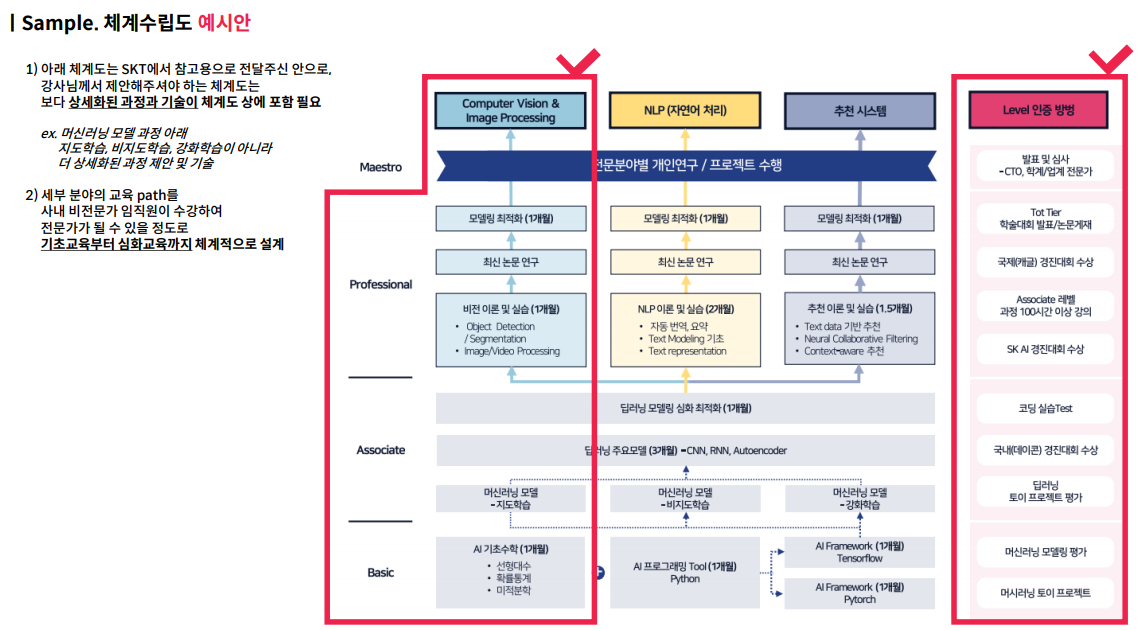 | Sample. 체계수립도 예시안
1) 아래 체계도는 SKT에서 참고용으로 전달주신 안으로,
강사님께서 제안해주셔야 하는 체계도는
보다 상세화된 과정과 기술이 체계도 상에 포함 필요
ex. 머신러닝 모델 과정 아래
지도학습, 비지도학습, 강화학습이 아니라
더 상세화된 과정 제안 및 기술
2) 세부 분야의 교육 path를
사내 비전문가 임직원이 수강하여
전문가가 될 수 있을 정도로
기초교육부터 심화교육까지 체계적으로 설계
Computer Vision &
Image Processing
NLP (자연어 처리)
추천 시스템
Level 인증 방법
Maestro
전문분야별 개인연구 / 프로젝트 수행
발표 및 심사
- CTO, 학계/업계 전문가
Professional
모델링 최적화 (1개월)
모델링 최적화 (1개월)
모델링 최적화 (1개월)
최신 논문 연구
최신 논문 연구
최신 논문 연구
비전 이론 및 실습 (1개월)
• Object Detection
/ Segmentation
• Image/Video Processing
NLP 이론 및 실습 (2개월)
• 자동 번역, 요약
• Text Modeling 기초
• Text representation
추천 이론 및 실습 (1.5개월)
• Text data 기반 추천
• Neural Collaborative Filtering
• Context-aware 추천
Tot Tier
학술대회 발표/논문게재
국제(캐글) 경진대회 수상
Associate 레벨
과정 100시간 이상 강의
SK AI 경진대회 수상
Associate
딥러닝 모델링 심화 최적화 (1개월)
딥러닝 주요모델 (3개월) - CNN, RNN, Autoencoder
머신러닝 모델
- 지도학습
머신러닝 모델
- 비지도학습
머신러닝 모델
- 강화학습
코딩 실습Test
국내(데이콘) 경진대회 수상
딥러닝
토이 프로젝트 평가
Basic
AI 기초수학 (1개월)
• 선형대수
• 확률통계
• 미적분학
AI 프로그래밍 Tool (1개월)
Python
AI Framework (1개월)
Tensorflow
AI Framework (1개월)
Pytorch
머신러닝 모델링 평가
머시러닝 토이 프로젝트